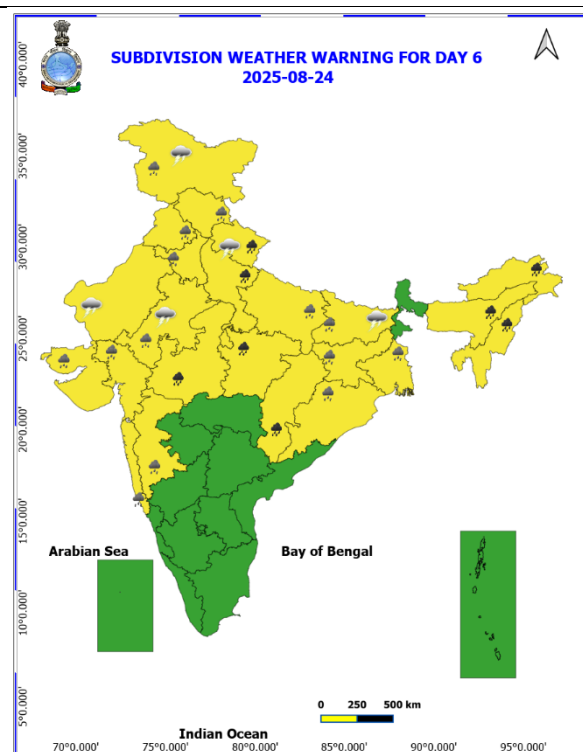 SUBDIVISION WEATHER WARNING FOR DAY 6
2025-08-24
40°0.000'
35°0.000'
30°0.000'
25°0.000'
20°0.000'
15°0.000'
10°0.000'
5°0.000'
Arabian Sea
Bay of Bengal
0 250 500 km
Indian Ocean
70°0.000' 75°0.000' 80°0.000' 85°0.000' 90°0.000' 95°0.000'